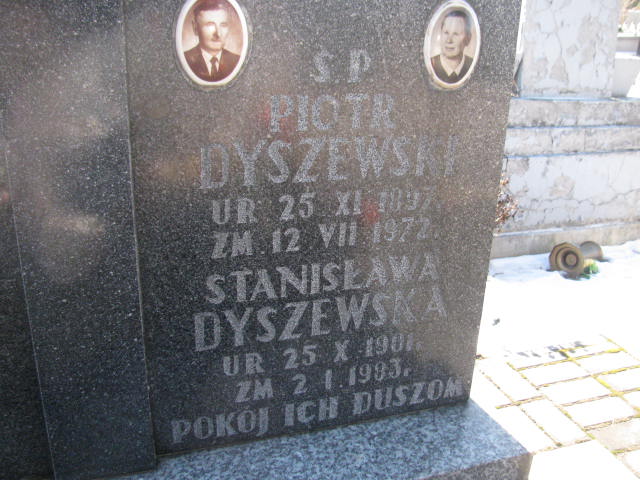 Ś.P.
PIOTR
DYSZEWSKI
UR 25 XI
ZM. 12 VII 1972.
STANISŁAWA
DYSZEWSKA
UR 25 X 1901.
ZM 2 I 1983.
POKÓJ ICH DUSZOM